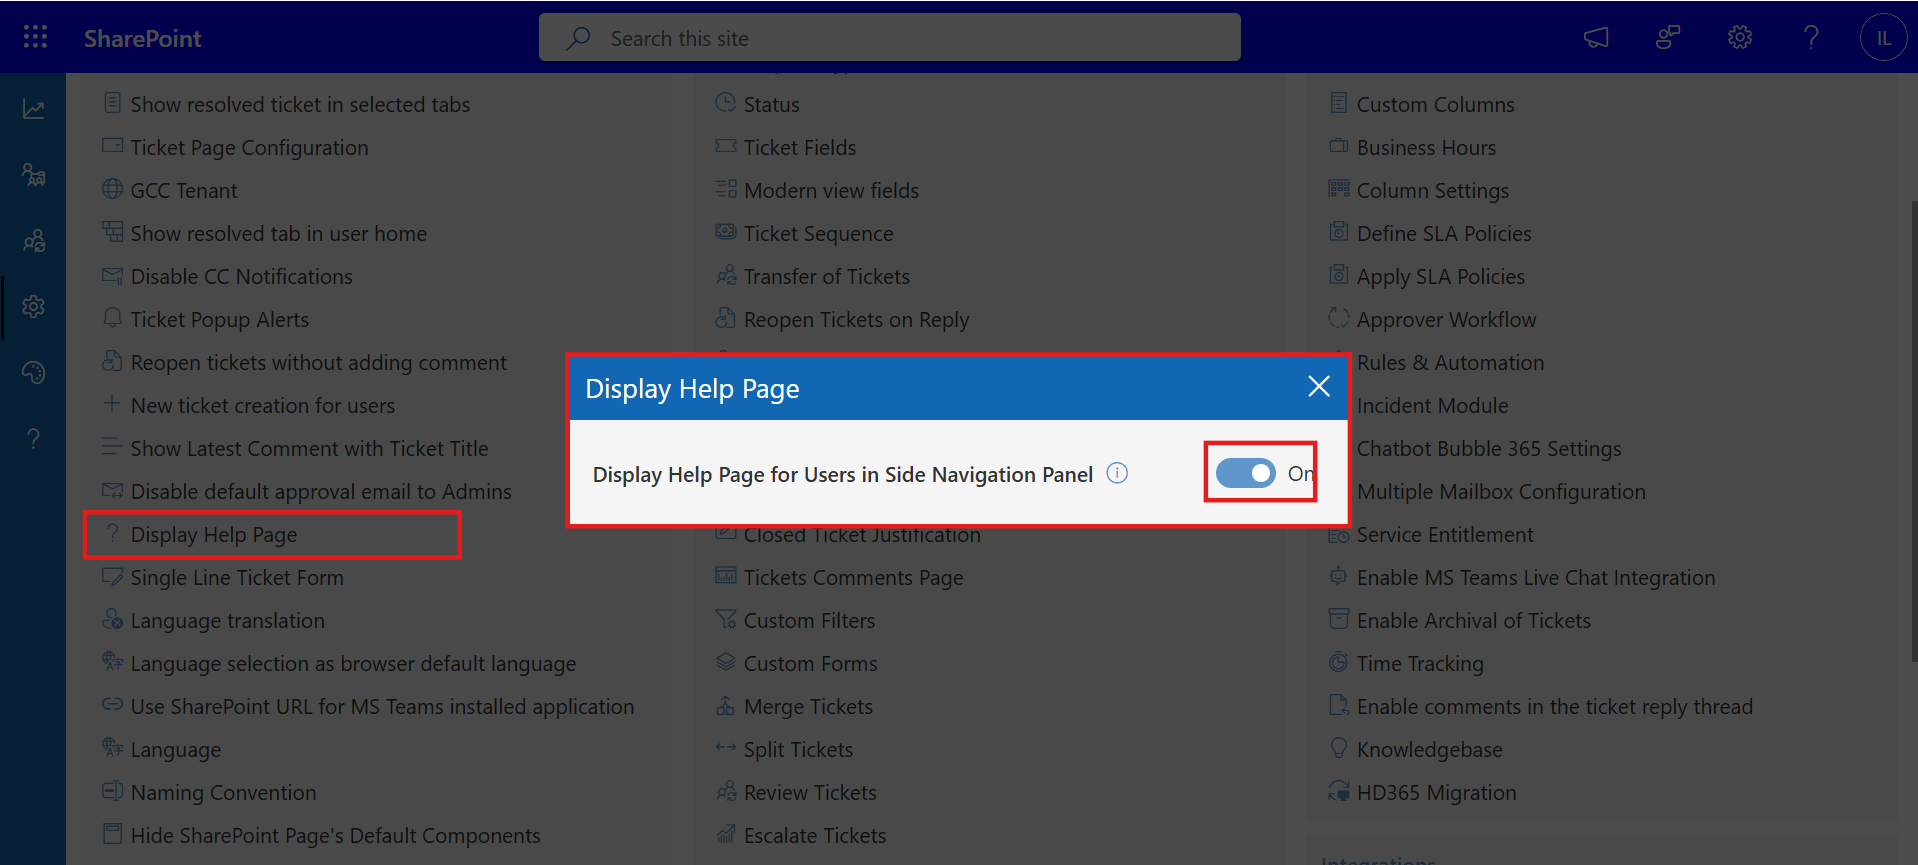 SharePoint
Search this site
IL
Show resolved ticket in selected tabs
Ticket Page Configuration
GCC Tenant
Show resolved tab in user home
Disable CC Notifications
Ticket Popup Alerts
Reopen tickets without adding comment
New ticket creation for users
Show Latest Comment with Ticket Title
Disable default approval email to Admins
Display Help Page
Single Line Ticket Form
Language translation
Language selection as browser default language
Use SharePoint URL for MS Teams installed application
Language
Naming Convention
Hide SharePoint Page's Default Components
Status
Ticket Fields
Modern view fields
Ticket Sequence
Transfer of Tickets
Reopen Tickets on Reply
Display Help Page
Display Help Page for Users in Side Navigation Panel
On
Closed Ticket Justification
Tickets Comments Page
Custom Filters
Custom Forms
Merge Tickets
Split Tickets
Review Tickets
Escalate Tickets
Custom Columns
Business Hours
Column Settings
Define SLA Policies
Apply SLA Policies
Approver Workflow
Rules & Automation
Incident Module
Chatbot Bubble 365 Settings
Multiple Mailbox Configuration
Service Entitlement
Enable MS Teams Live Chat Integration
Enable Archival of Tickets
Time Tracking
Enable comments in the ticket reply thread
Knowledgebase
HD365 Migration
Integrations